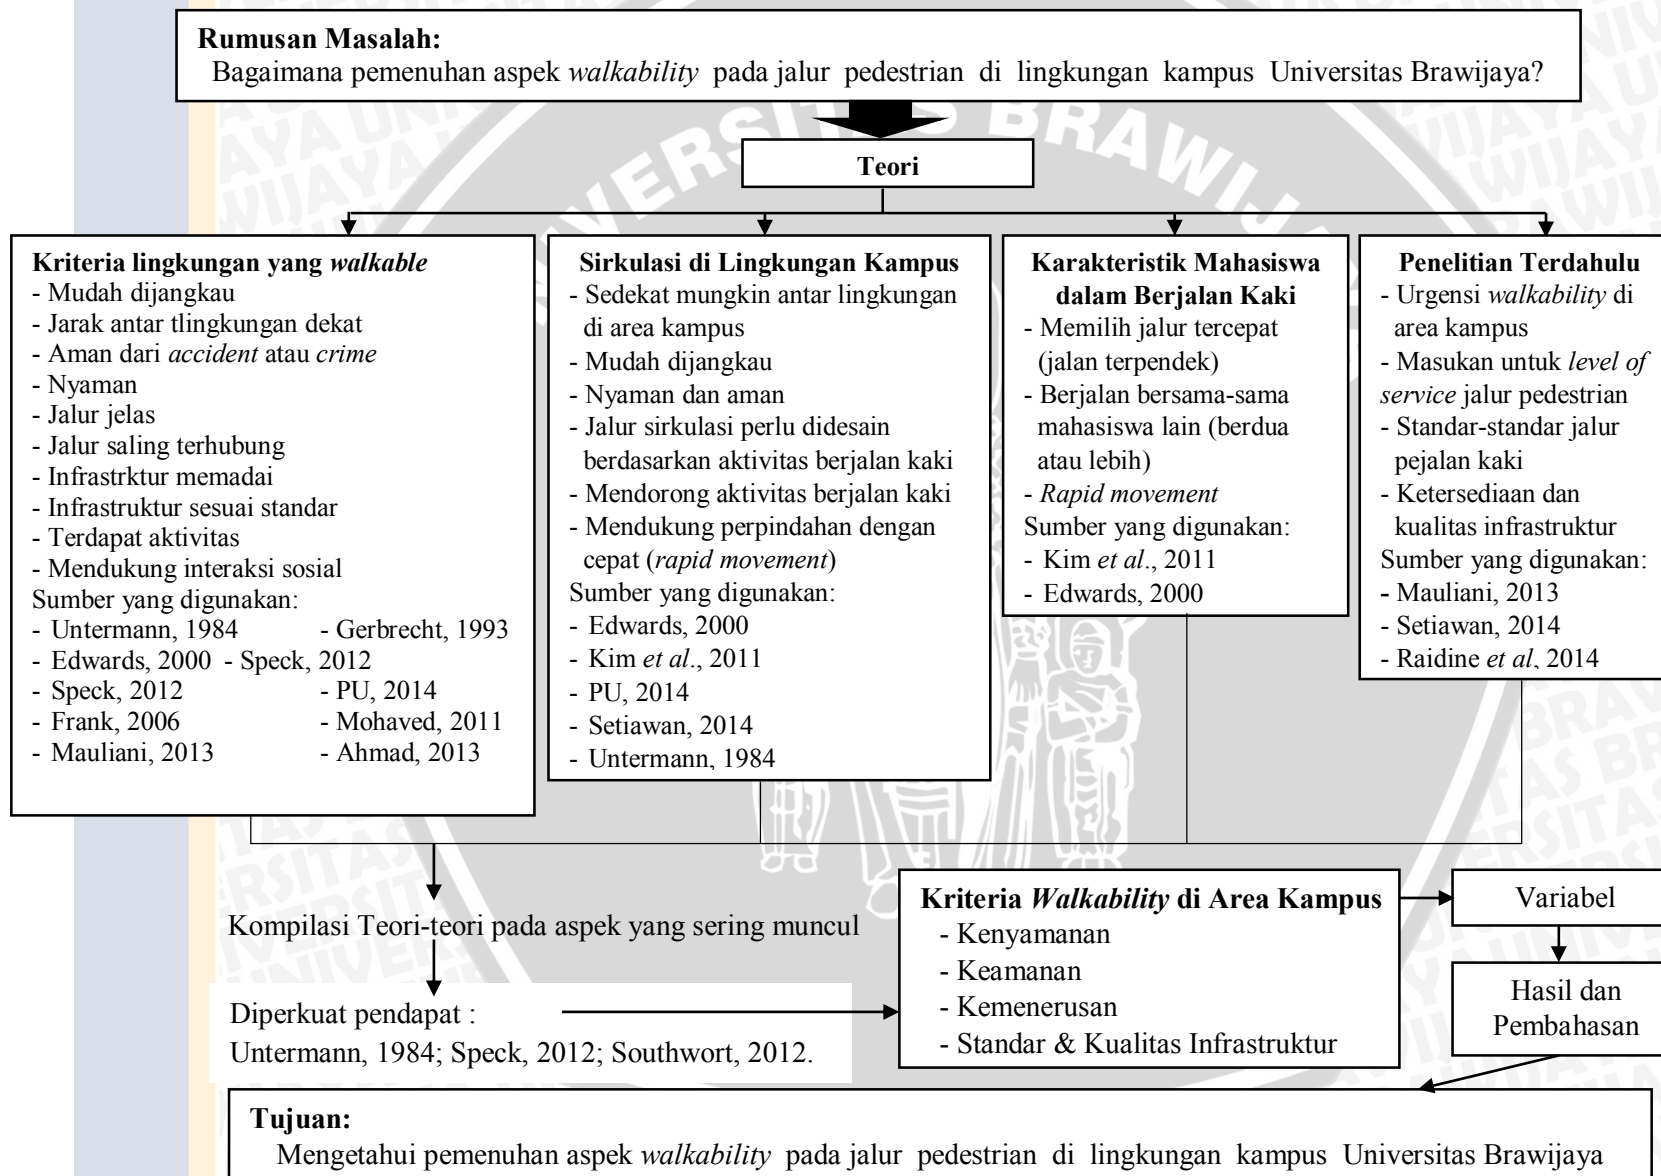 Rumusan Masalah:
Bagaimana pemenuhan aspek walkability pada jalur pedestrian di lingkungan kampus Universitas Brawijaya?
Teori
Kriteria lingkungan yang walkable
- Mudah dijangkau
- Jarak antar tlingkungan dekat
- Aman dari accident atau crime
- Nyaman
- Jalur jelas
- Jalur saling terhubung
- Infrastrktur memadai
- Infrastruktur sesuai standar
- Terdapat aktivitas
- Mendukung interaksi sosial
Sumber yang digunakan:
- Untermann, 1984 - Gerbrecht, 1993
- Edwards, 2000 - Speck, 2012
- Speck, 2012 - PU, 2014
- Frank, 2006 - Mohaved, 2011
- Mauliani, 2013 - Ahmad, 2013
Sirkulasi di Lingkungan Kampus
- Sedekat mungkin antar lingkungan
di area kampus
- Mudah dijangkau
- Nyaman dan aman
- Jalur sirkulasi perlu didesain
berdasarkan aktivitas berjalan kaki
- Mendorong aktivitas berjalan kaki
- Mendukung perpindahan dengan
cepat (rapid movement)
Sumber yang digunakan:
- Edwards, 2000
- Kim et al., 2011
- PU, 2014
- Setiawan, 2014
- Untermann, 1984
Karakteristik Mahasiswa
dalam Berjalan Kaki
- Memilih jalur tercepat
(jalan terpendek)
- Berjalan bersama-sama
mahasiswa lain (berdua
atau lebih)
- Rapid movement
Sumber yang digunakan:
- Kim et al., 2011
- Edwards, 2000
Penelitian Terdahulu
- Urgensi walkability di
area kampus
- Masukan untuk level of
service jalur pedestrian
- Standar-standar jalur
pejalan kaki
- Ketersediaan dan
kualitas infrastruktur
Sumber yang digunakan:
- Mauliani, 2013
- Setiawan, 2014
- Raidine et al, 2014
Kompilasi Teori-teori pada aspek yang sering muncul
Diperkuat pendapat :
Untermann, 1984; Speck, 2012; Southwort, 2012.
Kriteria Walkability di Area Kampus
- Kenyamanan
- Keamanan
- Kemenerusan
- Standar & Kualitas Infrastruktur
Variabel
Hasil dan
Pembahasan
Tujuan:
Mengetahui pemenuhan aspek walkability pada jalur pedestrian di lingkungan kampus Universitas Brawijaya